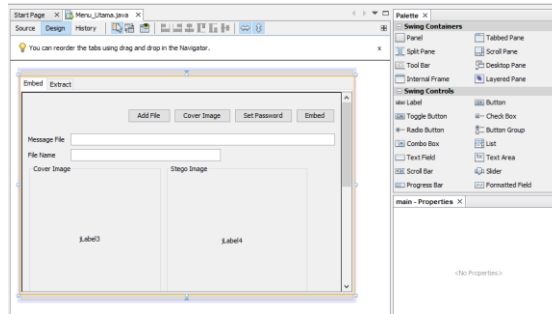 Start Page
Menu_Utama.java
Source Design History
You can reorder the tabs using drag and drop in the Navigator.
Embed Extract
Add File Cover Image Set Password Embed
Message File
File Name
Cover Image Stego Image
jLabel3 jLabel4
Palette
Swing Containers
Panel Tabbed Pane
Split Pane Scroll Pane
Tool Bar Desktop Pane
Internal Frame Layered Pane
Swing Controls
label Label Button
Toggle Button Check Box
Radio Button Button Group
Combo Box List
Text Field Text Area
Scroll Bar Slider
Progress Bar Formatted Field
main - Properties
<No Properties>